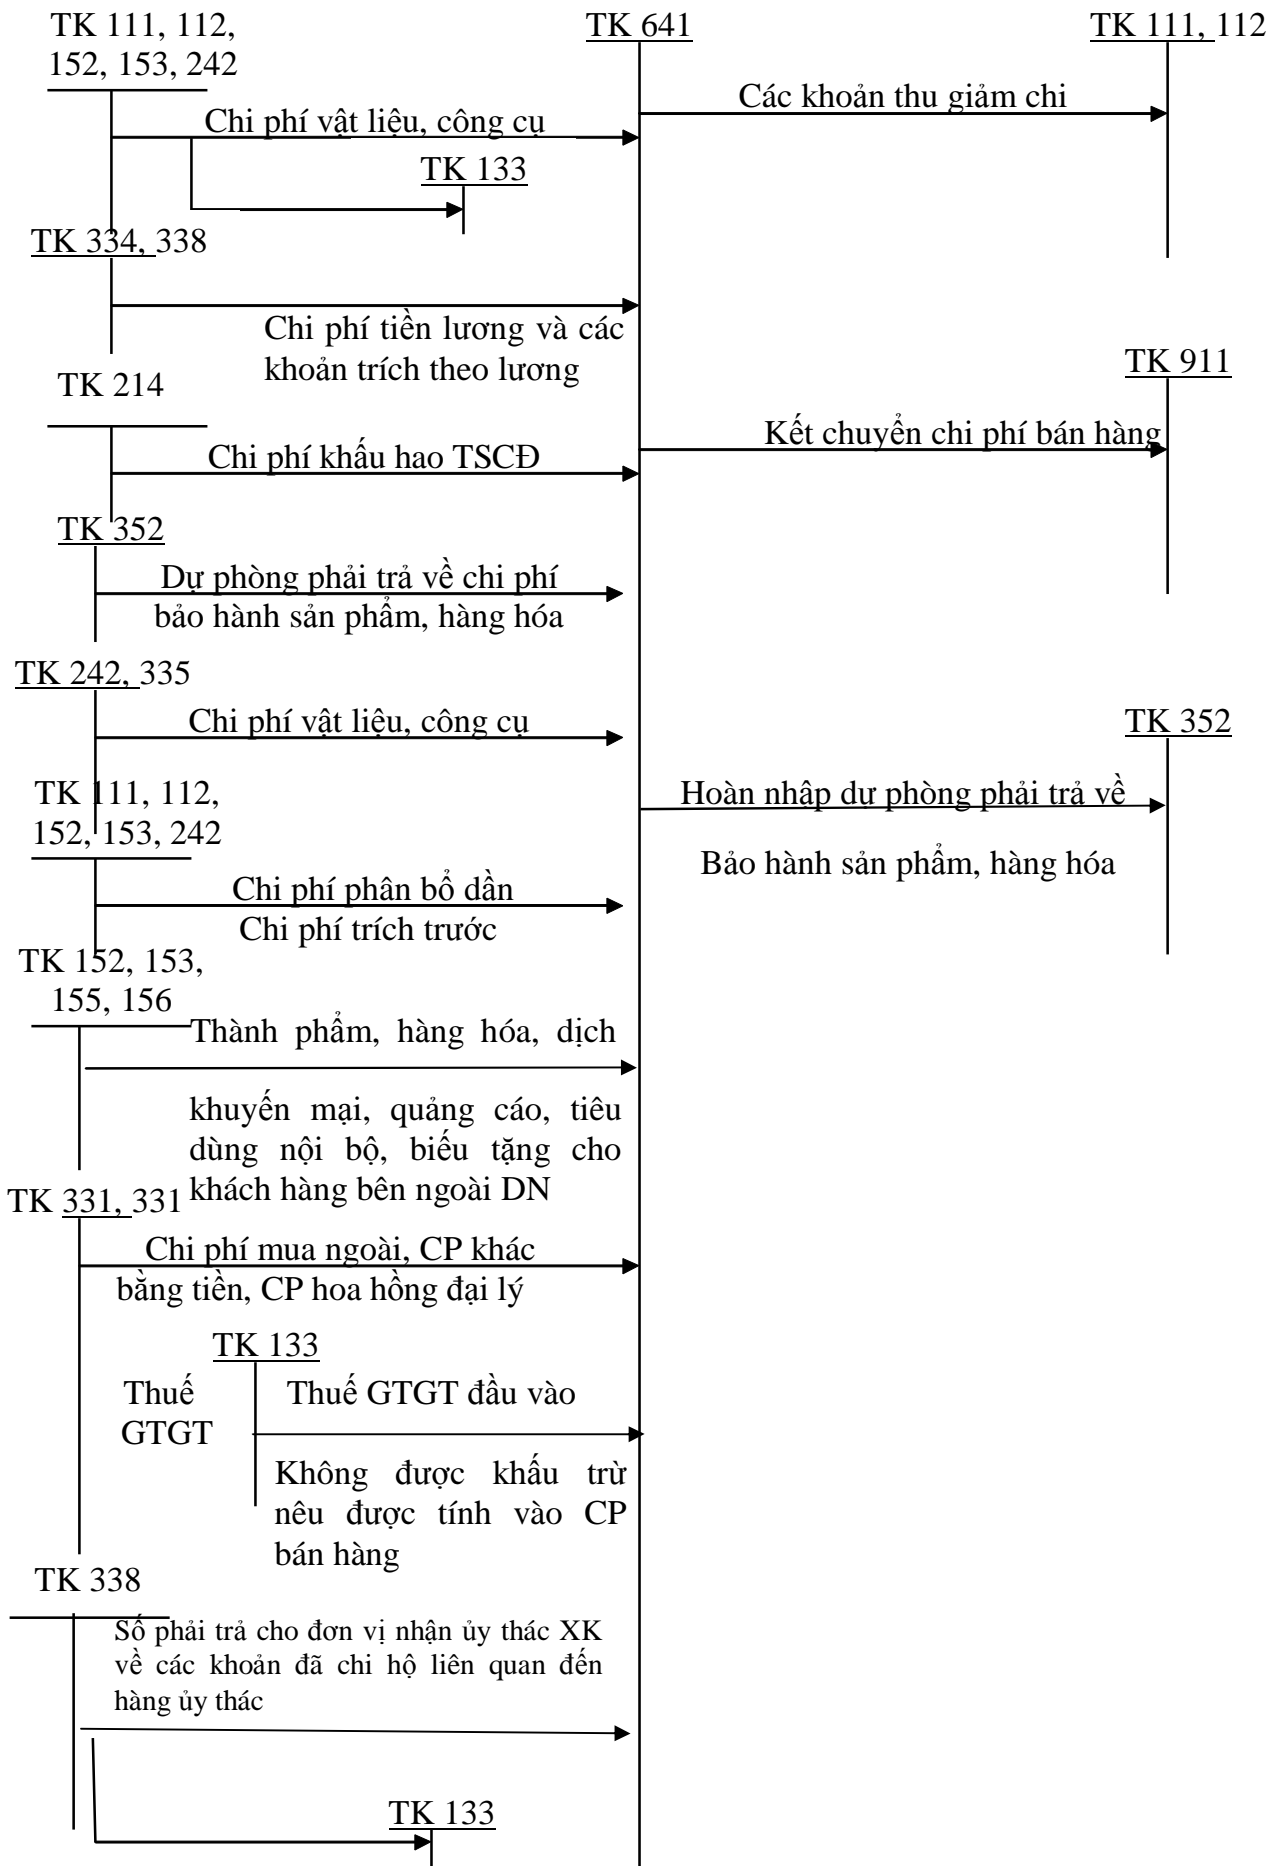 TK 111, 112,
152, 153, 242
TK 641
TK 111, 112
Các khoản thu giảm chi
Chi phí vật liệu, công cụ
TK 133
TK 334, 338
Chi phí tiền lương và các
khoản trích theo lương
TK 911
TK 214
Kết chuyển chi phí bán hàng
Chi phí khấu hao TSCĐ
TK 352
Dự phòng phải trả về chi phí
bảo hành sản phẩm, hàng hóa
TK 242, 335
Chi phí vật liệu, công cụ
TK 352
TK 111, 112,
152, 153, 242
Hoàn nhập dự phòng phải trả về
Bảo hành sản phẩm, hàng hóa
Chi phí phân bổ dần
Chi phí trích trước
TK 152, 153,
155, 156
Thành phẩm, hàng hóa, dịch
khuyến mại, quảng cáo, tiêu
dùng nội bộ, biếu tặng cho
khách hàng bên ngoài DN
TK 331, 331
Chi phí mua ngoài, CP khác
bằng tiền, CP hoa hồng đại lý
TK 133
Thuế
GTGT
Thuế GTGT đầu vào
Không được khấu trừ
nêu được tính vào CP
bán hàng
TK 338
Số phải trả cho đơn vị nhận ủy thác XK
về các khoản đã chi hộ liên quan đến
hàng ủy thác
TK 133